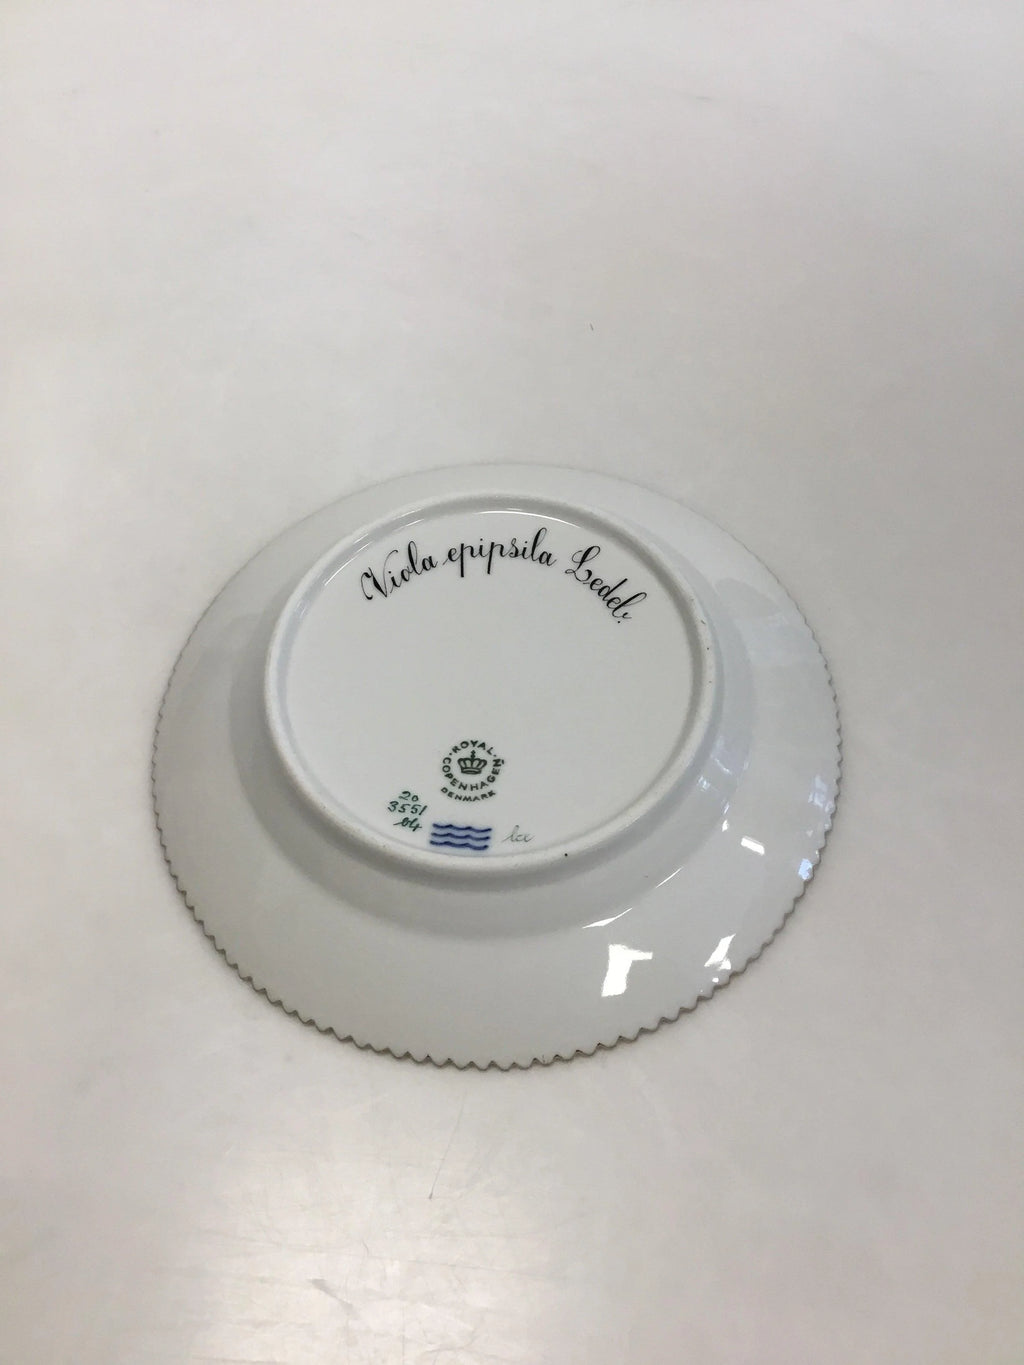 Viola epipsila Ledeb.
ROYAL COPENHAGEN
DENMARK
20
3551